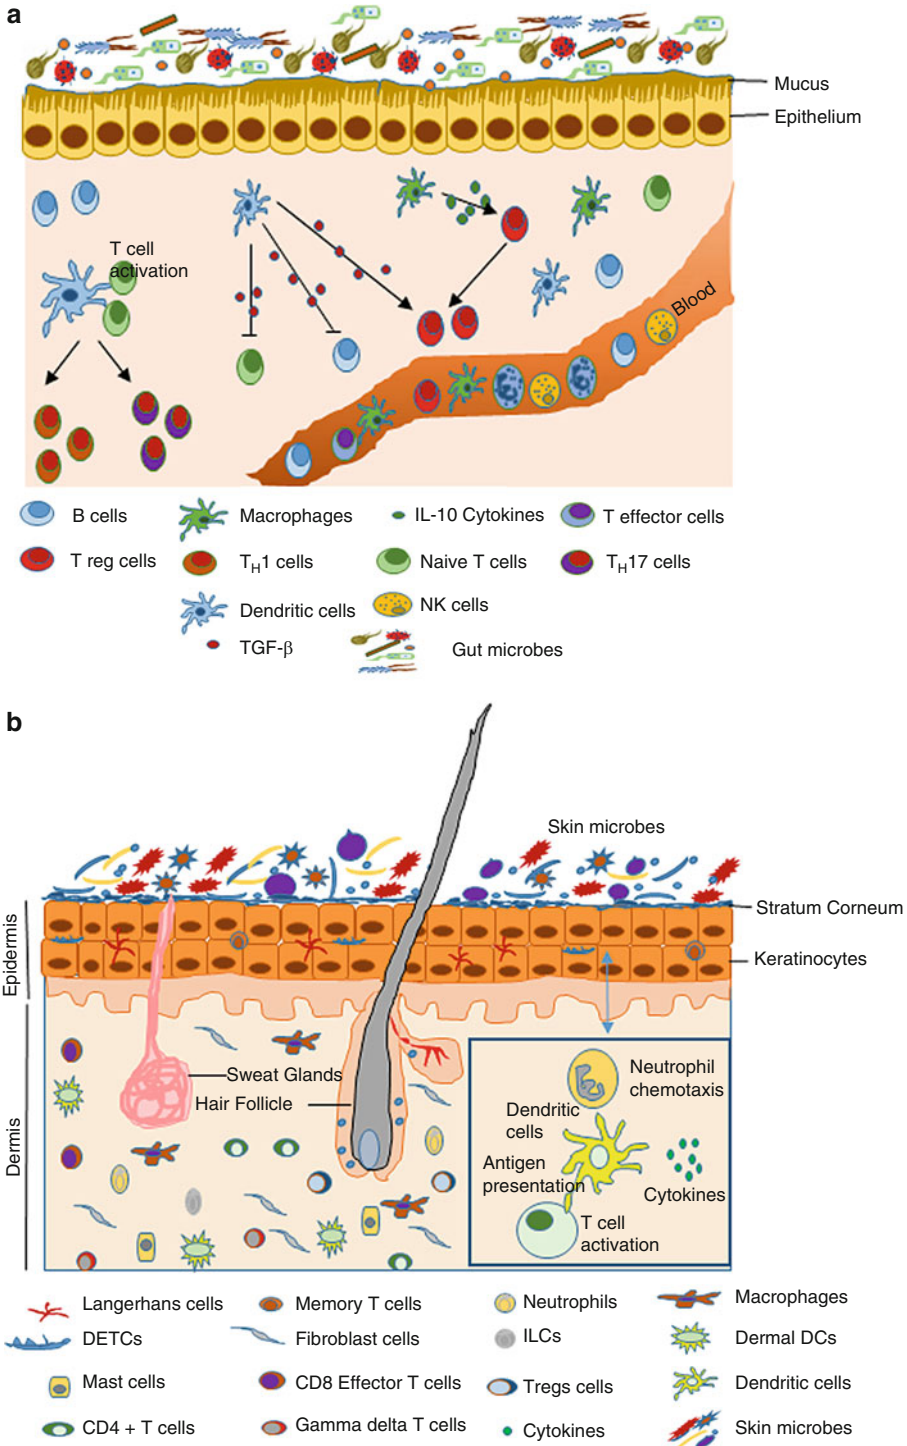 a
Mucus
Epithelium
T cell
activation
Blood
B cells
Macrophages
IL-10 Cytokines
T effector cells
T reg cells
TH1 cells
Naive T cells
TH17 cells
Dendritic cells
NK cells
TGF-β
Gut microbes
b
Skin microbes
Stratum Corneum
Epidermis
Keratinocytes
Dermis
Sweat Glands
Hair Follicle
Neutrophil
chemotaxis
Dendritic
cells
Antigen
presentation
Cytokines
T cell
activation
Langerhans cells
Memory T cells
Neutrophils
Macrophages
DETCs
Fibroblast cells
ILCs
Dermal DCs
Mast cells
CD8 Effector T cells
Tregs cells
Dendritic cells
CD4 + T cells
Gamma delta T cells
Cytokines
Skin microbes